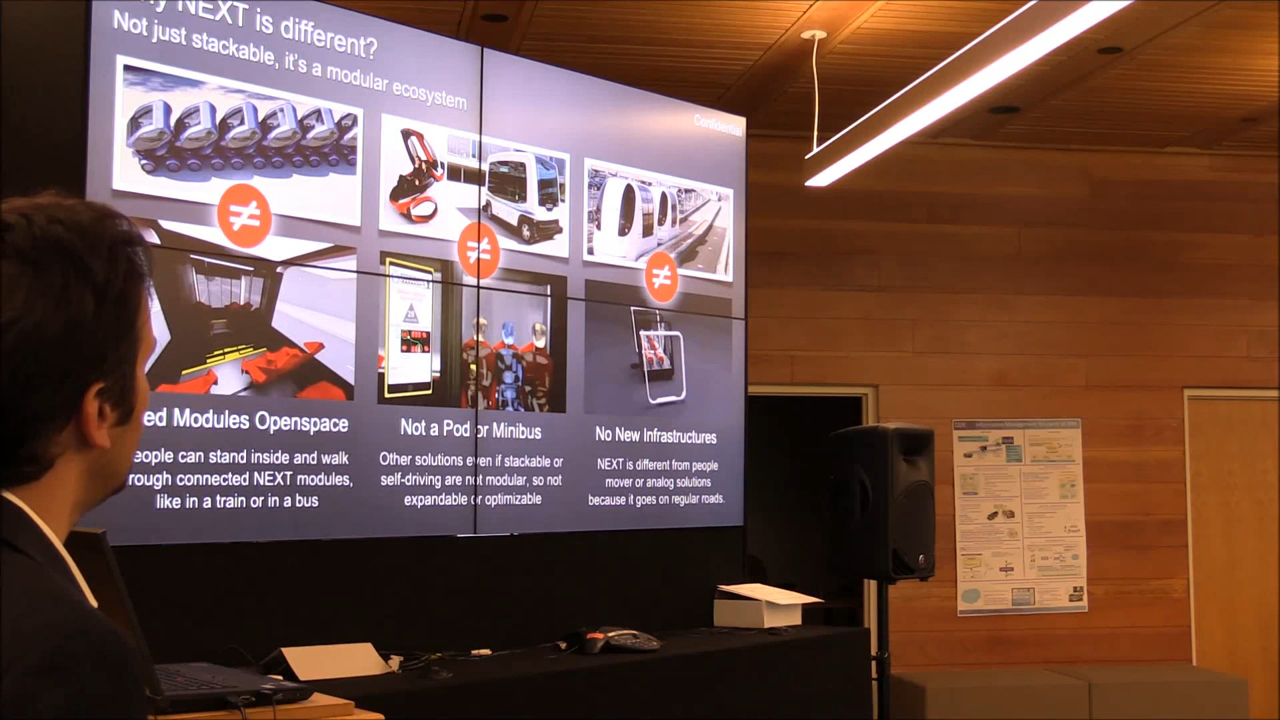 NEXT is different?
Not just stackable, it's a modular ecosystem
Confidential
≠
≠
≠
ed Modules Openspace
eople can stand inside and walk
rough connected NEXT modules,
like in a train or in a bus
Not a Pod or Minibus
Other solutions even if stackable or
self-driving are not modular, so not
expandable or optimizable
No New Infrastructures
NEXT is different from people
mover or analog solutions
because it goes on regular roads.